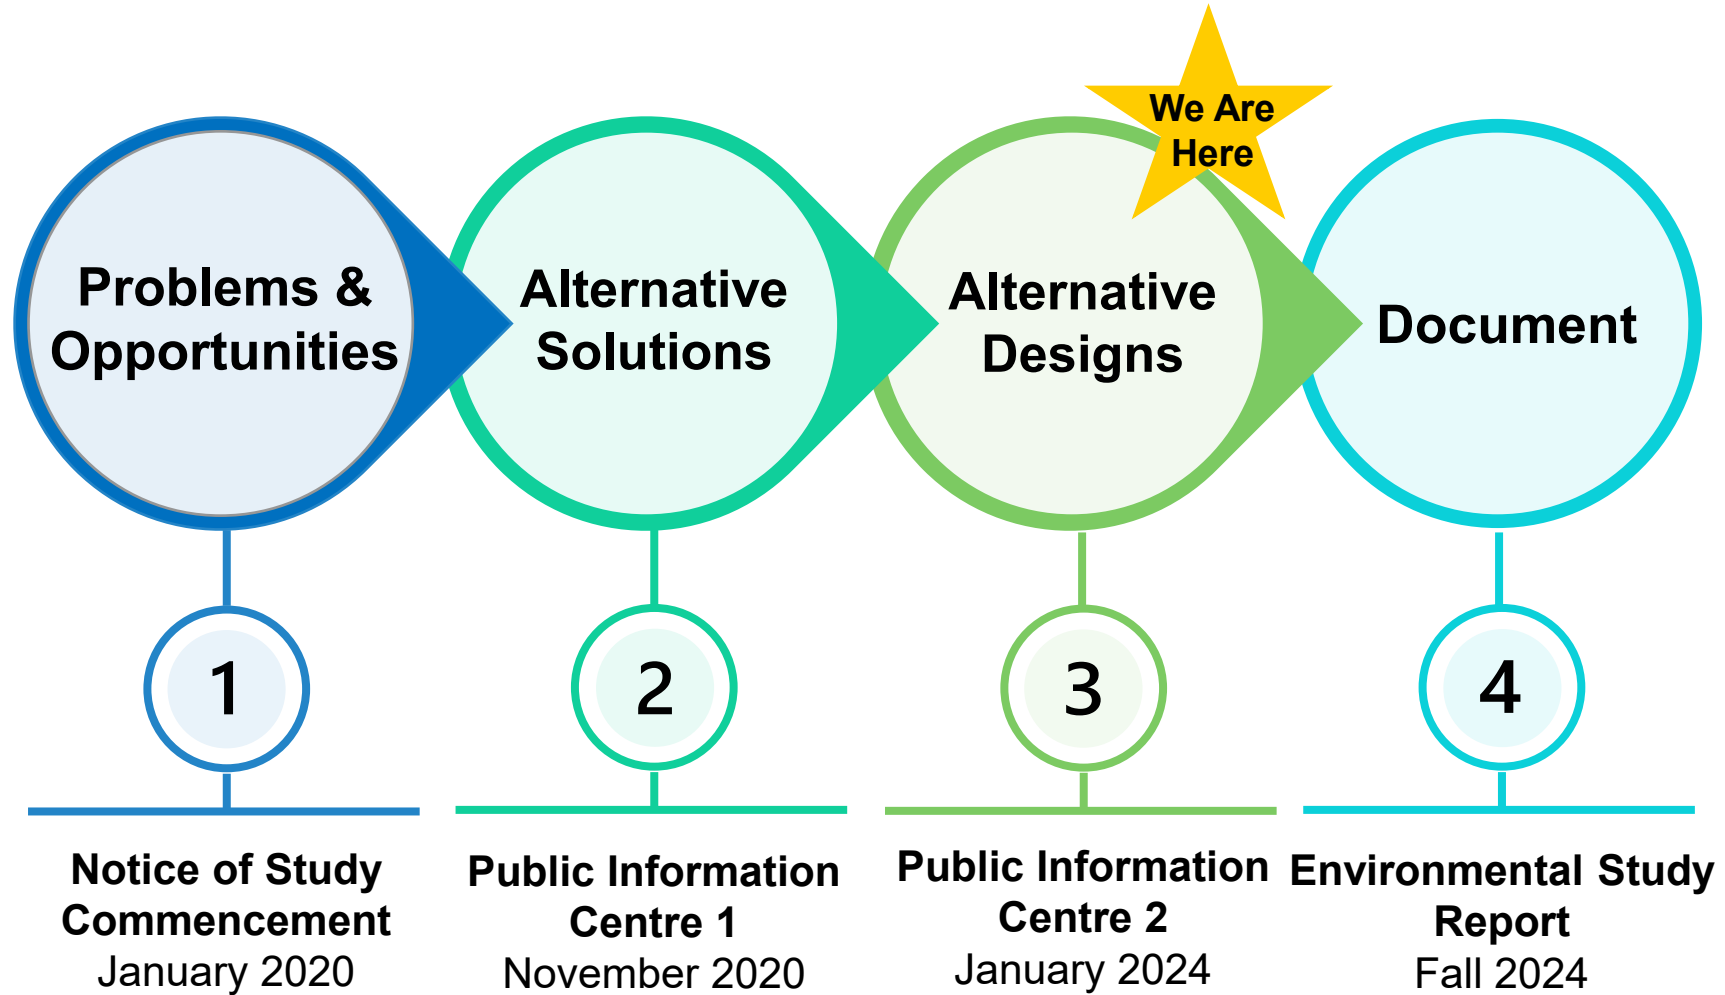 We Are
Here
Problems &
Opportunities
Alternative
Solutions
Alternative
Designs
Document
1
2
3
4
Notice of Study
Commencement
January 2020
Public Information
Centre 1
November 2020
Public Information
Centre 2
January 2024
Environmental Study
Report
Fall 2024